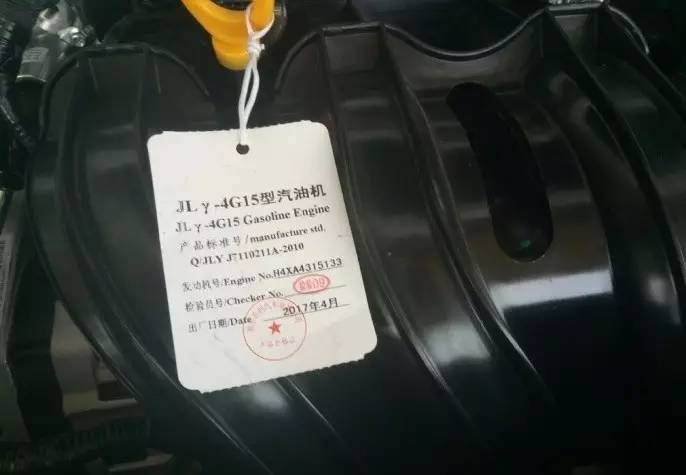 JLγ-4G15型汽油机
JLγ-4G15 Gasoline Engine
产品标准号/manufacture std.
Q/JLY J7110211A-2010
发动机号/Engine No.H4XA4315133
检验员号/Checker No.
出厂日期/Date 2017年4月